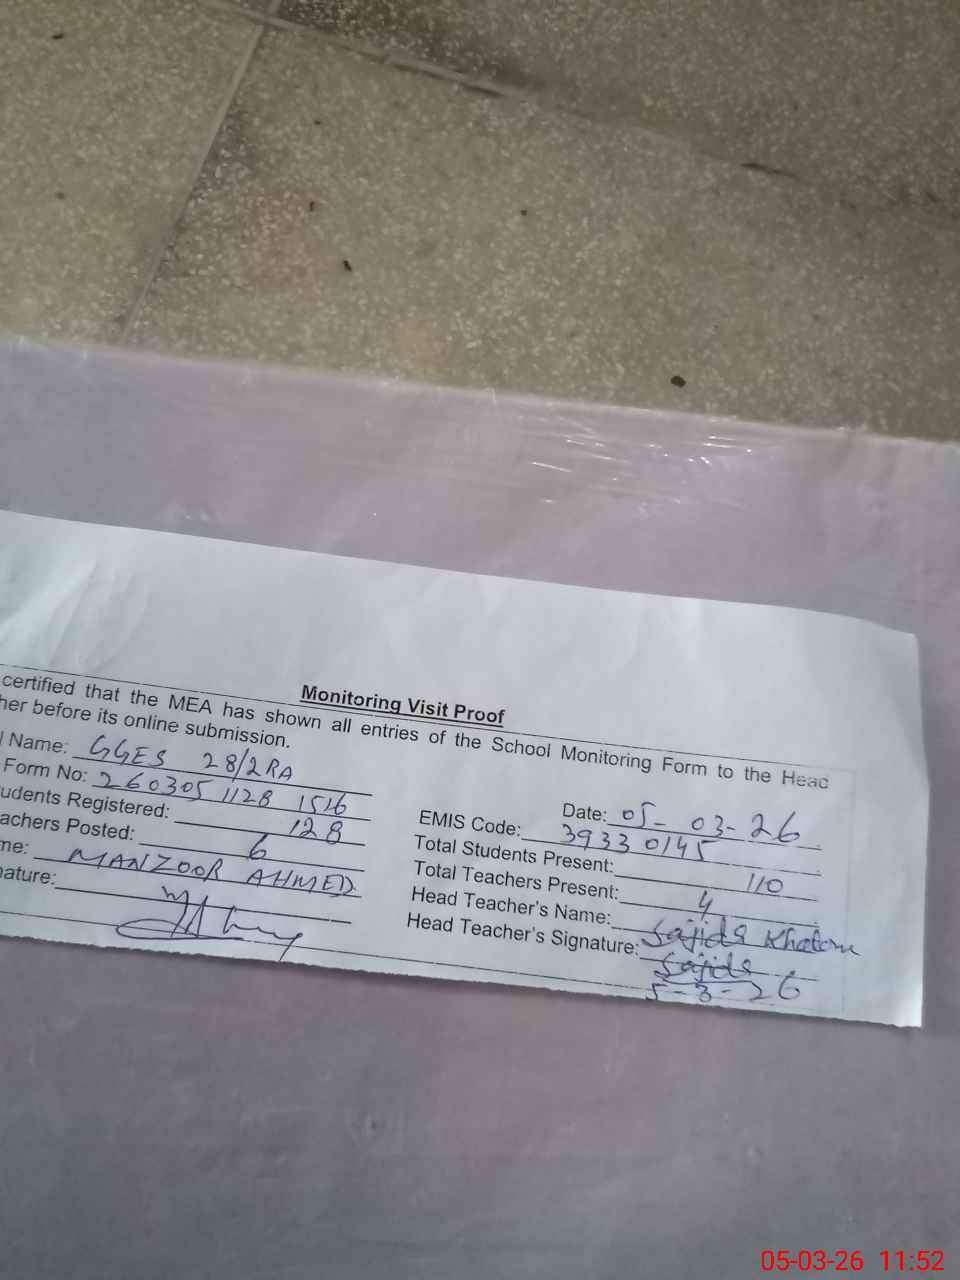 Monitoring Visit Proof
certified that the MEA has shown all entries of the School Monitoring Form to the Head
her before its online submission.
l Name: GGES 28/2RA
Date: 05-03-26
Form No: 260305 1128 1516
EMIS Code: 39330145
udents Registered: 128
Total Students Present: 110
achers Posted: 6
Total Teachers Present: 4
me: MANZOOR AHMED
Head Teacher's Name: Sajida
nature:
Head Teacher's Signature: Sajida
5-3-26
05-03-26 11:52